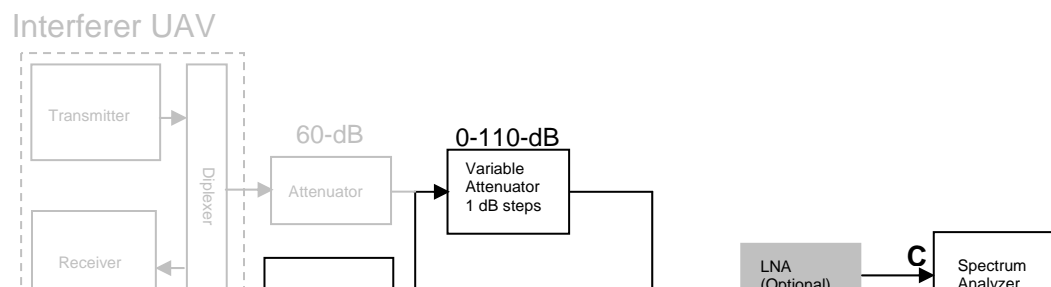 Interferer UAV
Transmitter
60-dB
0-110-dB
Variable
Attenuator
1 dB steps
Diplexer
Attenuator
Receiver
LNA
(Optional)
C
Spectrum
Analyzer